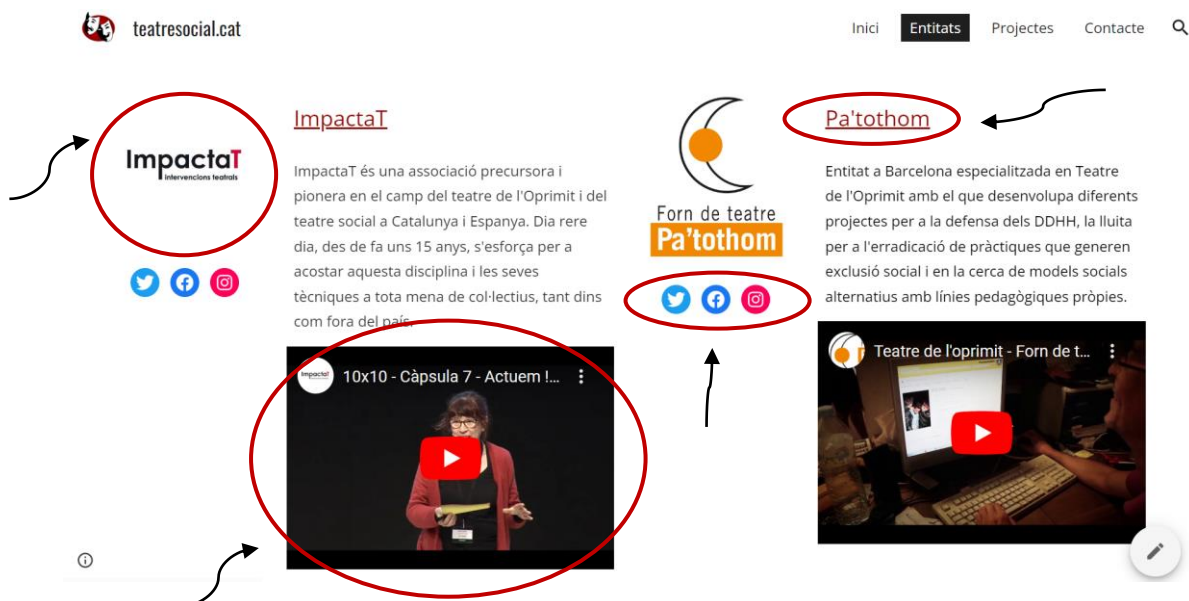 teatresocial.cat
Inici Entitats Projectes Contacte
ImpactaT
intervencions teatrals
ImpactaT
ImpactaT és una associació precursora i
pionera en el camp del teatre de l'Oprimit i del
teatre social a Catalunya i Espanya. Dia rere
dia, des de fa uns 15 anys, s'esforça per a
acostar aquesta disciplina i les seves
tècniques a tota mena de col·lectius, tant dins
com fora del país.
ImpactaT
10x10 - Càpsula 7 - Actuem !...
Forn de teatre
Pa'tothom
Pa'tothom
Entitat a Barcelona especialitzada en Teatre
de l'Oprimit amb el que desenvolupa diferents
projectes per a la defensa dels DDHH, la lluita
per a l'erradicació de pràctiques que generen
exclusió social i en la cerca de models socials
alternatius amb línies pedagògiques pròpies.
Teatre de l'oprimit - Forn de t...